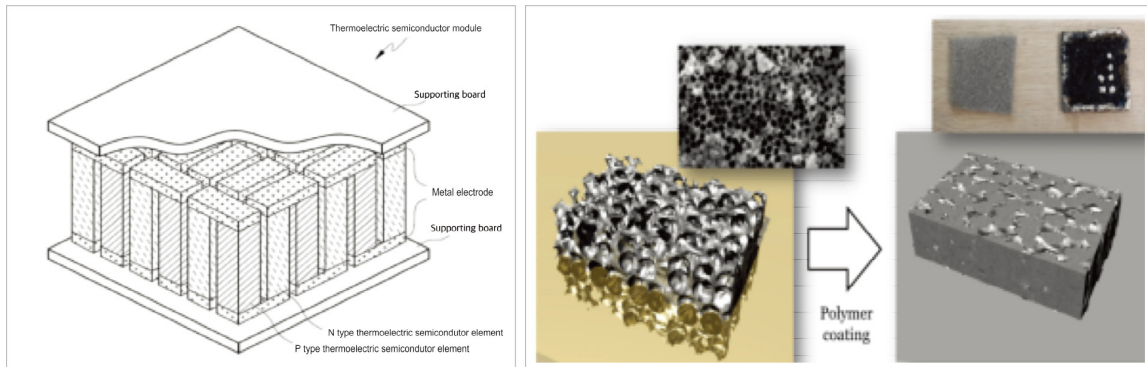 Thermoelectric semiconductor module
Supporting board
Metal electrode
Supporting board
N type thermoelectric semicondutor element
P type thermoelectric semicondutor element
Polymer
coating